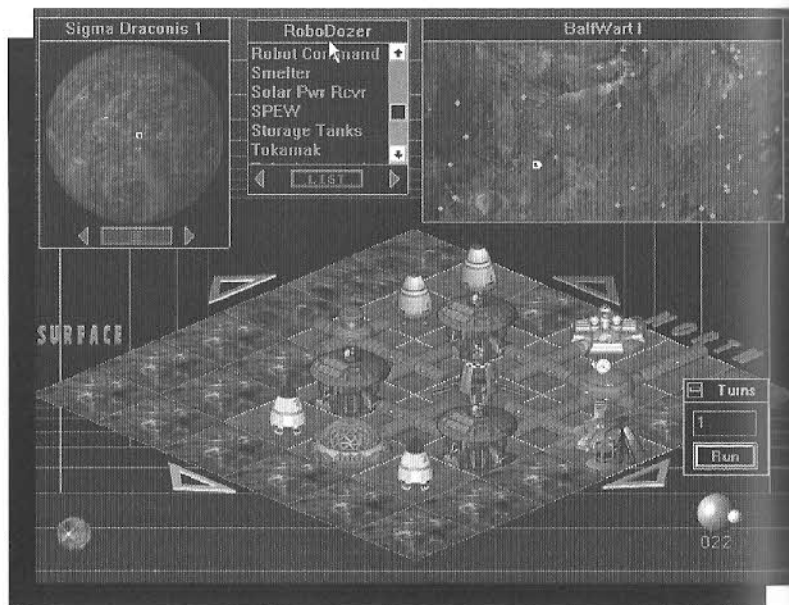 Sigma Draconis 1
RoboDozer
Robot Command
Smelter
Solar Pwr Rcvr
SPEW
Storage Tanks
Tokamak
LIST
BalfWart I
SURFACE
NORTH
Turns
1
Run
022